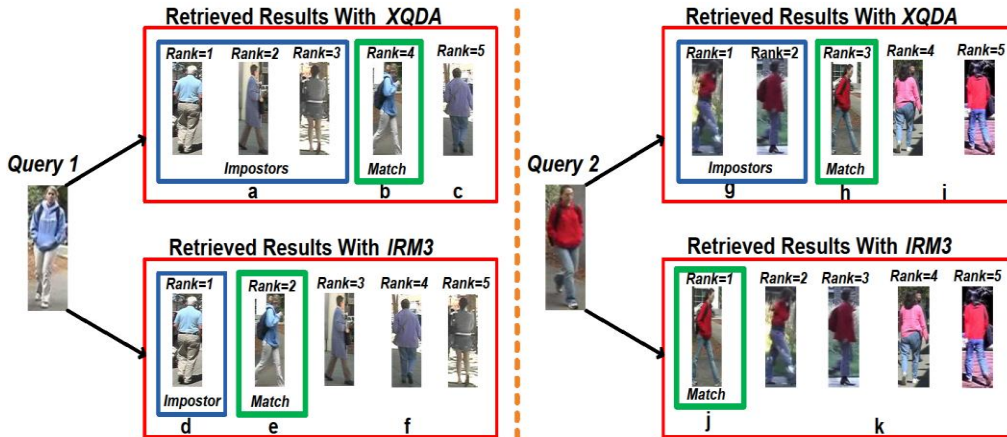 Retrieved Results With XQDA
Rank=1 Rank=2 Rank=3 Rank=4 Rank=5
Impostors Match
a b c
Query 1
Retrieved Results With IRM3
Rank=1 Rank=2 Rank=3 Rank=4 Rank=5
Impostor Match
d e f
Retrieved Results With XQDA
Rank=1 Rank=2 Rank=3 Rank=4 Rank=5
Impostors Match
g h i
Query 2
Retrieved Results With IRM3
Rank=1 Rank=2 Rank=3 Rank=4 Rank=5
Match
j k